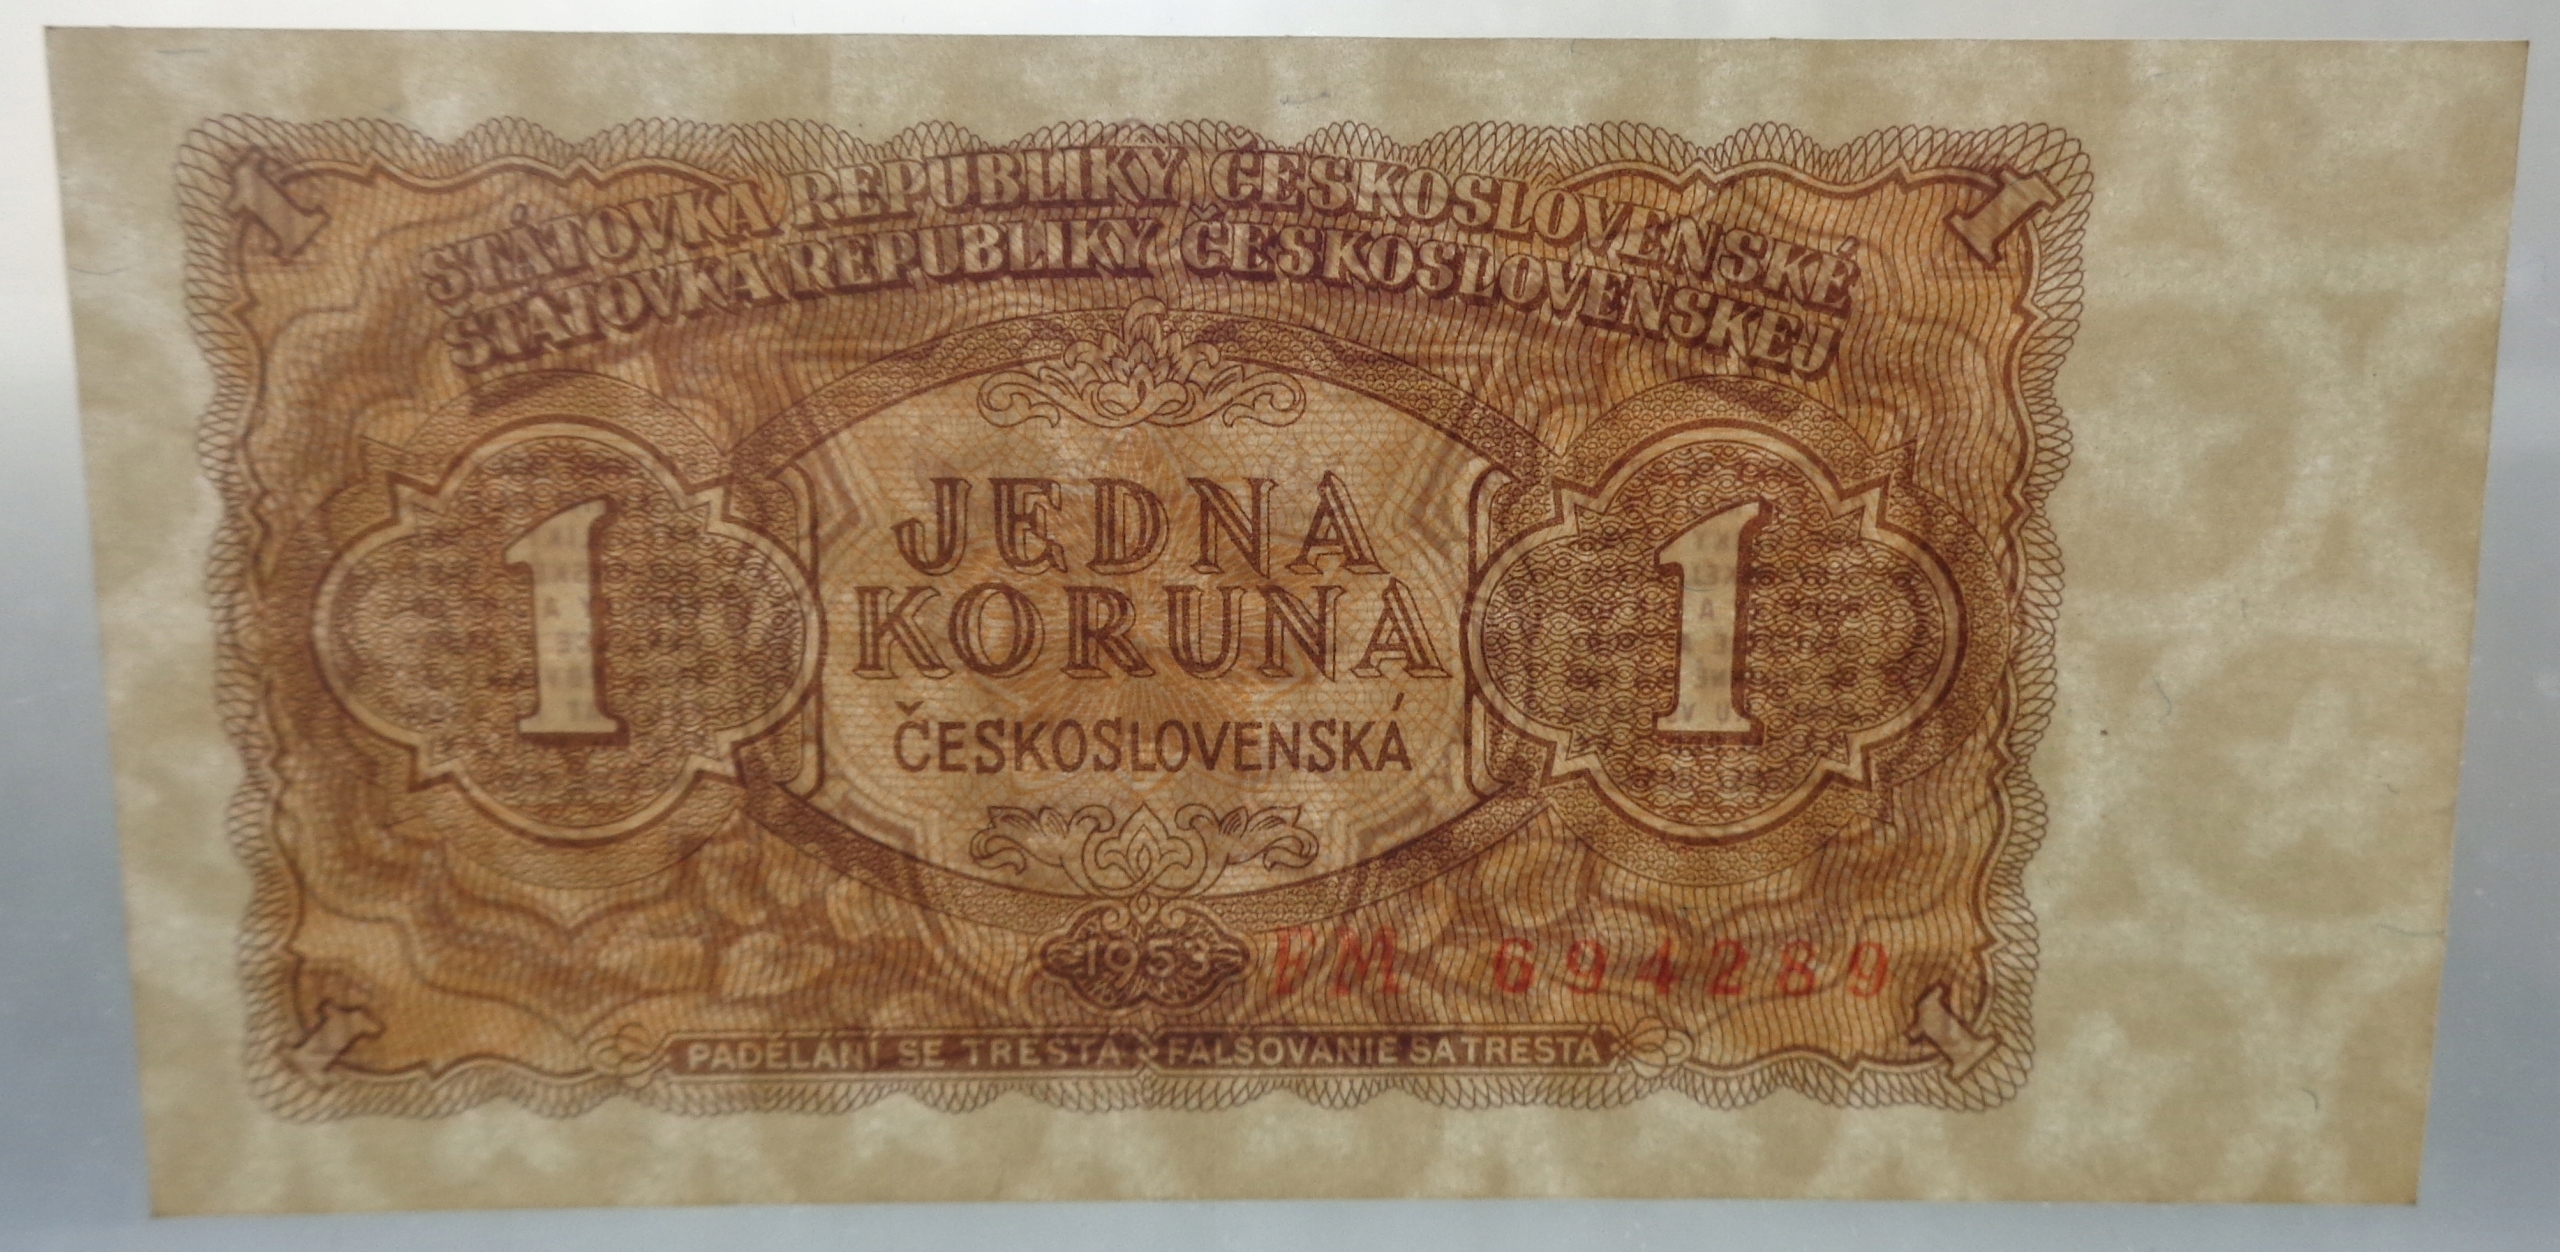 1 1
STÁTOVKA REPUBLIKY ČESKOSLOVENSKÉ
ŠTÁTOVKA REPUBLIKY ČESKOSLOVENSKEJ
1 JEDNA 1
KORUNA
ČESKOSLOVENSKÁ
1953 FM 694289
1 1
PADĚLÁNÍ SE TRESTÁ FALŠOVANIE SA TRESTÁ